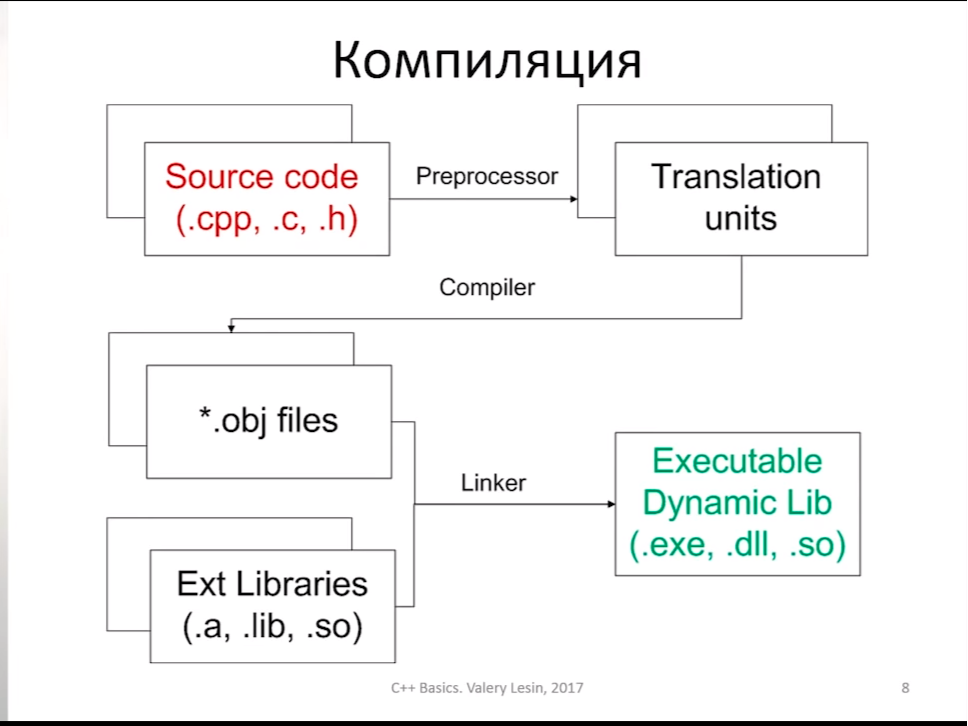 Компиляция
Source code
(.cpp, .c, .h)
Preprocessor
Translation
units
Compiler
*.obj files
Linker
Executable
Dynamic Lib
(.exe, .dll, .so)
Ext Libraries
(.a, .lib, .so)
C++ Basics. Valery Lesin, 2017
8